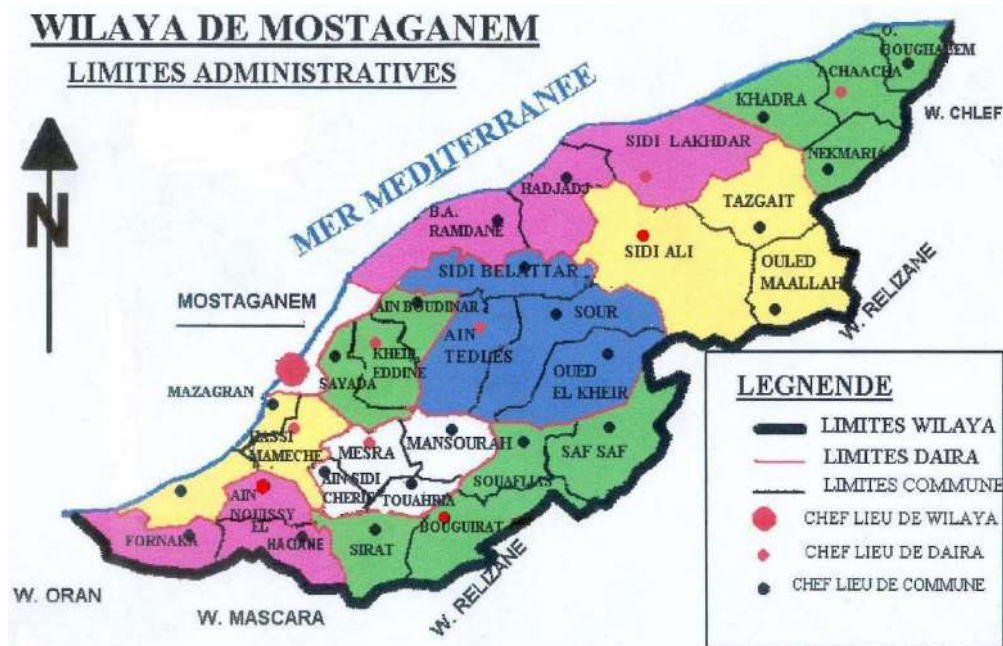 WILAYA DE MOSTAGANEM
LIMITES ADMINISTRATIVES
N
MER MEDITERRANEE
O.
BOUGHALEM
ACHAACHA
KHADRA
W. CHLEF
NEKMARIA
SIDI LAKHDAR
HADJADJ
TAZGAIT
B.A.
RAMDANE
SIDI ALI
OULED
MAALLAH
SIDI BELATTAR
W. RELIZANE
MOSTAGANEM
AIN BOUDINAR
SOUR
AIN
TEDLES
KHEIR
EDDINE
SAYADA
OUED
EL KHEIR
MAZAGRAN
HASSI
MAMECHE
MESRA
MANSOURAH
SAF SAF
AIN SIDI
CHERIF
TOUAHRIA
SOUAFLIAS
AIN
NOUISSY
EL
HACIANE
FORNAKA
SIRAT
BOUGUIRAT
W. RELIZANE
W. ORAN
W. MASCARA
LEGNENDE
LIMITES WILAYA
LIMITES DAIRA
LIMITES COMMUNE
CHEF LIEU DE WILAYA
CHEF LIEU DE DAIRA
CHEF LIEU DE COMMUNE